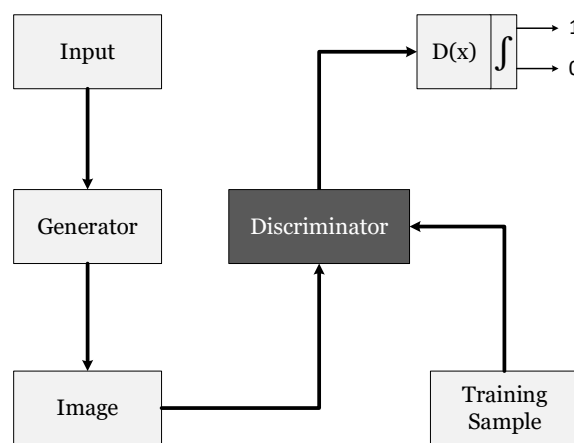 Input
D(x) ∫
1
0
Generator
Discriminator
Image
Training
Sample